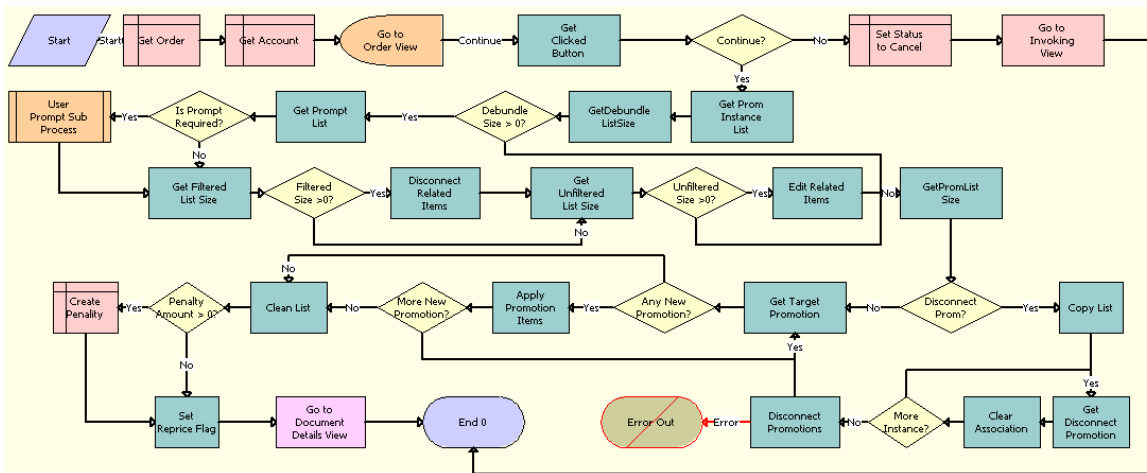 Start
Start
Get Order
Get Account
Go to
Order View
Continue
Get
Clicked
Button
Continue?
No
Set Status
to Cancel
Go to
Invoking
View
Yes
User
Prompt Sub
Process
Yes
Is Prompt
Required?
Get Prompt
List
Yes
Debundle
Size > 0?
GetDebundle
ListSize
Get Prom
Instance
List
No
Get Filtered
List Size
Filtered
Size >0?
Yes
Disconnect
Related
Items
Get
Unfiltered
List Size
Unfiltered
Size >0?
Yes
Edit Related
Items
No
GetPromList
Size
No
No
Create
Penality
Yes
Penalty
Amount > 0?
Clean List
No
More New
Promotion?
Apply
Promotion
Items
Yes
Any New
Promotion?
Get Target
Promotion
No
Disconnect
Prom?
Yes
Copy List
No
Yes
Yes
Set
Reprice Flag
Go to
Document
Details View
End 0
Error Out
Error
Disconnect
Promotions
No
More
Instance?
Clear
Association
Get
Disconnect
Promotion